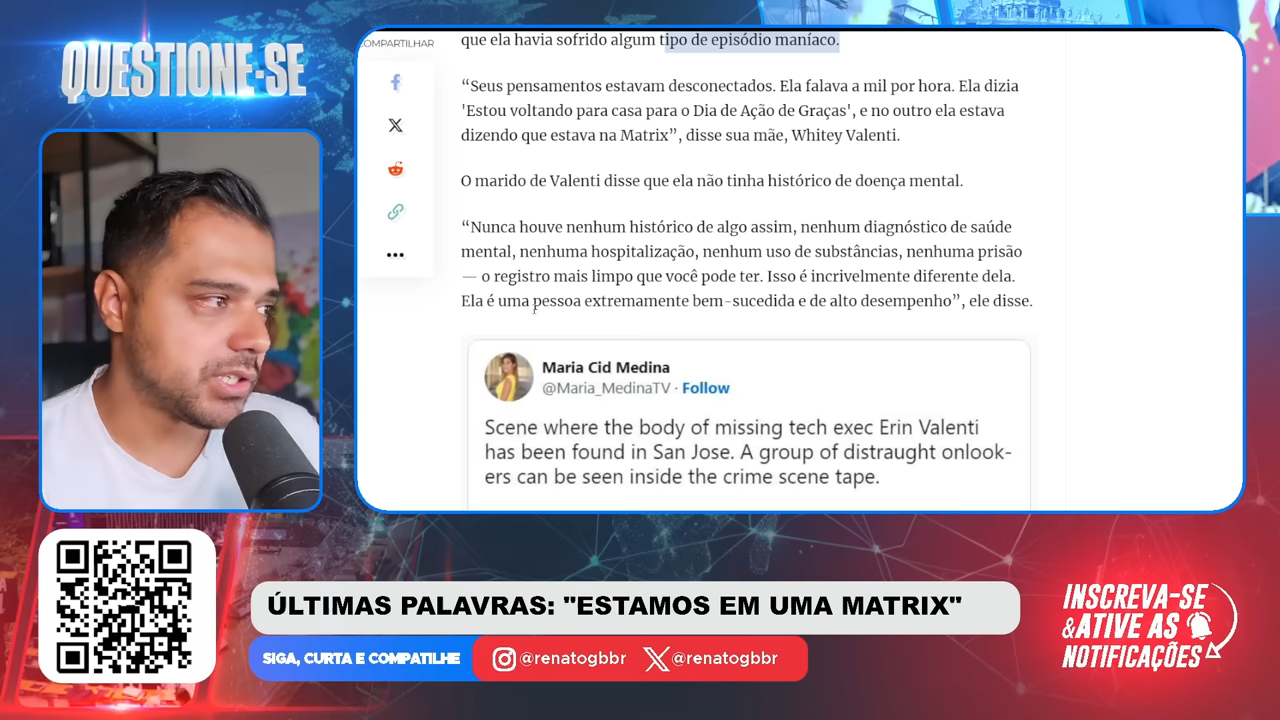 QUESTIONE-SE
COMPARTILHAR
que ela havia sofrido algum tipo de episódio maníaco.
“Seus pensamentos estavam desconectados. Ela falava a mil por hora. Ela dizia
'Estou voltando para casa para o Dia de Ação de Graças', e no outro ela estava
dizendo que estava na Matrix”, disse sua mãe, Whitey Valenti.
O marido de Valenti disse que ela não tinha histórico de doença mental.
“Nunca houve nenhum histórico de algo assim, nenhum diagnóstico de saúde
mental, nenhuma hospitalização, nenhum uso de substâncias, nenhuma prisão
— o registro mais limpo que você pode ter. Isso é incrivelmente diferente dela.
Ela é uma pessoa extremamente bem-sucedida e de alto desempenho”, ele disse.
Maria Cid Medina
@Maria_MedinaTV · Follow
Scene where the body of missing tech exec Erin Valenti
has been found in San Jose. A group of distraught onlook-
ers can be seen inside the crime scene tape.
ÚLTIMAS PALAVRAS: "ESTAMOS EM UMA MATRIX"
SIGA, CURTA E COMPATILHE
@renatogbbr
@renatogbbr
INSCREVA-SE
&ATIVE AS
NOTIFICAÇÕES